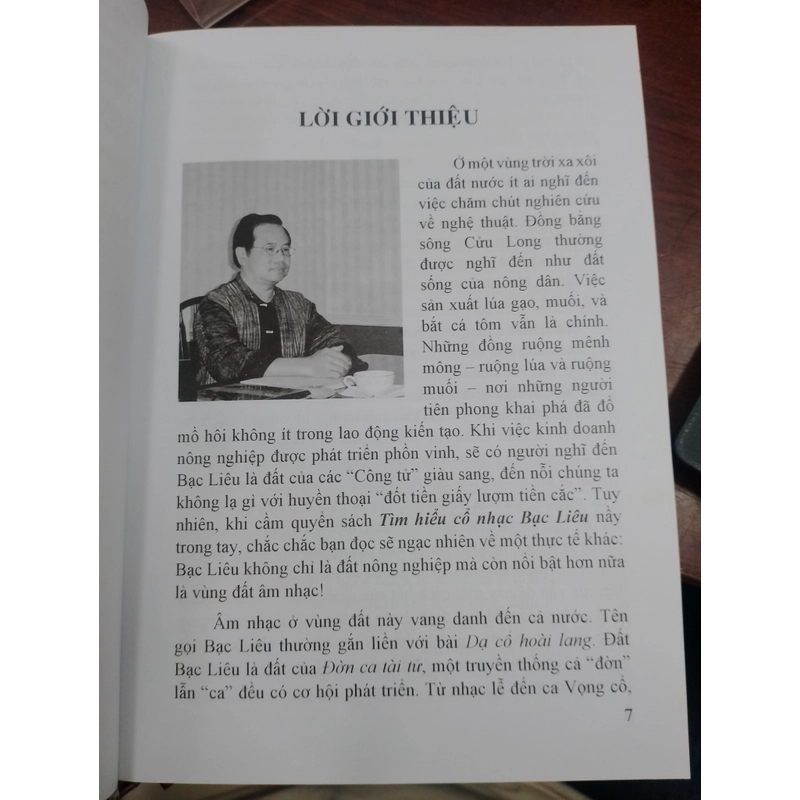 LỜI GIỚI THIỆU
Ở một vùng trời xa xôi
của đất nước ít ai nghĩ đến
việc chăm chút nghiên cứu
về nghệ thuật. Đồng bằng
sông Cửu Long thường
được nghĩ đến như đất
sống của nông dân. Việc
sản xuất lúa gạo, muối, và
bắt cá tôm vẫn là chính.
Những đồng ruộng mênh
mông – ruộng lúa và ruộng
muối – nơi những người
tiên phong khai phá đã đổ
mồ hôi không ít trong lao động kiến tạo. Khi việc kinh doanh
nông nghiệp được phát triển phồn vinh, sẽ có người nghĩ đến
Bạc Liêu là đất của các “Công tử” giàu sang, đến nỗi chúng ta
không lạ gì với huyền thoại “đốt tiền giấy lượm tiền cắc”. Tuy
nhiên, khi cầm quyển sách Tìm hiểu cổ nhạc Bạc Liêu nầy
trong tay, chắc chắc bạn đọc sẽ ngạc nhiên về một thực tế khác:
Bạc Liêu không chỉ là đất nông nghiệp mà còn nổi bật hơn nữa
là vùng đất âm nhạc!
Âm nhạc ở vùng đất này vang danh đến cả nước. Tên
gọi Bạc Liêu thường gắn liền với bài Dạ cổ hoài lang. Đất
Bạc Liêu là đất của Đờn ca tài tử, một truyền thống cả “đờn”
lẫn “ca” đều có cơ hội phát triển. Từ nhạc lễ đến ca Vọng cổ,
7